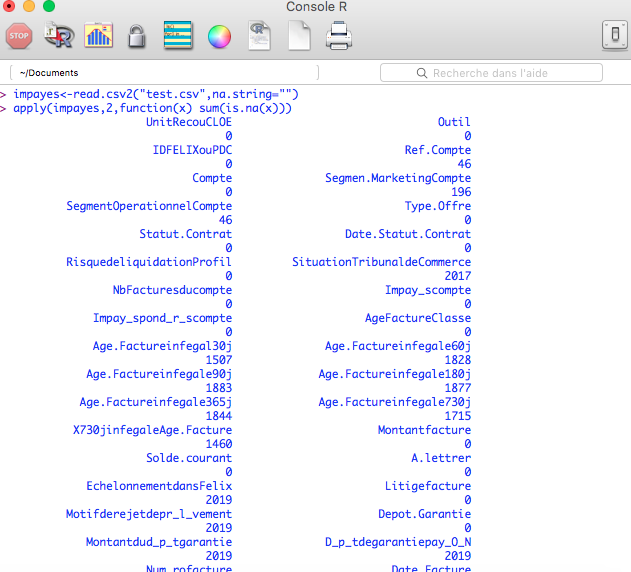 Console R
STOP
R
R
~/Documents
Recherche dans l'aide
> impayes<-read.csv2("test.csv",na.string="")
> apply(impayes,2,function(x) sum(is.na(x)))
UnitRecouCLOE Outil
0 0
IDFELIXouPDC Ref.Compte
0 46
Compte Segmen.MarketingCompte
0 196
SegmentOperationnelCompte Type.Offre
46 0
Statut.Contrat Date.Statut.Contrat
0 0
RisquedeliquidationProfil SituationTribunaldeCommerce
0 2017
NbFacturesducompte Impay_scompte
0 0
Impay_spond_r_scompte AgeFactureClasse
0 0
Age.Factureinfegal30j Age.Factureinfegale60j
1507 1828
Age.Factureinfegale90j Age.Factureinfegale180j
1883 1877
Age.Factureinfegale365j Age.Factureinfegale730j
1844 1715
X730jinfegaleAge.Facture Montantfacture
1460 0
Solde.courant A.lettrer
0 0
EchelonnementdansFelix Litigefacture
2019 0
Motifderejetdepr_l_vement Depot.Garantie
2019 0
Montantdud_p_tgarantie D_p_tdegarantiepay_O_N
2019 2019
Num_rofacture Date.Facture